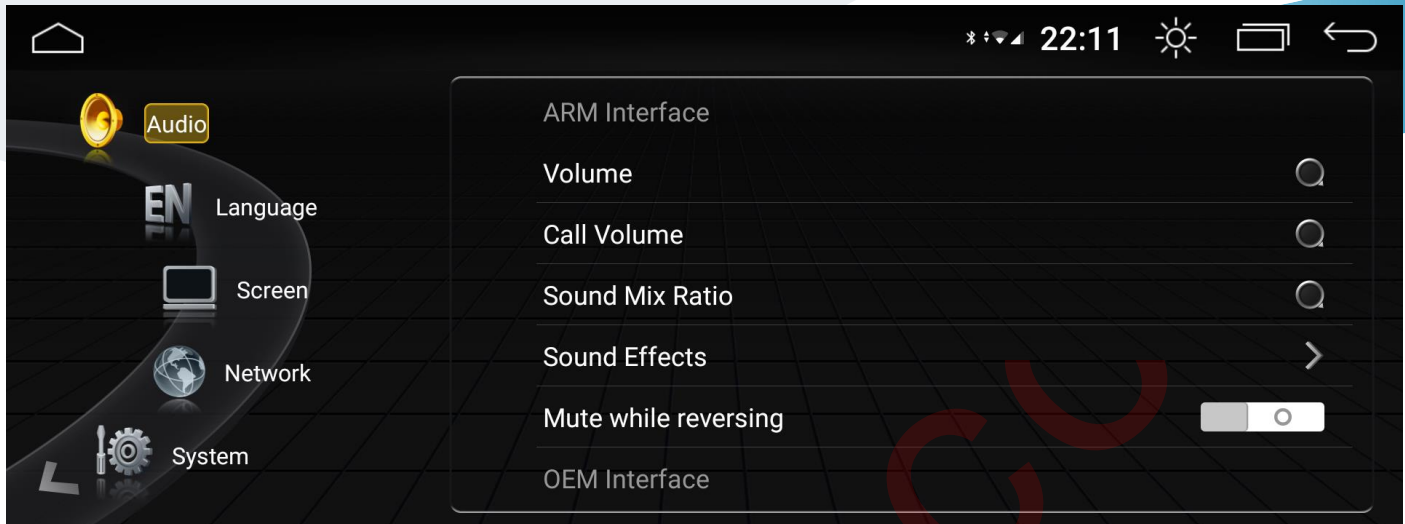 22:11
Audio
EN Language
Screen
Network
System
ARM Interface
Volume
Call Volume
Sound Mix Ratio
Sound Effects
Mute while reversing
OEM Interface